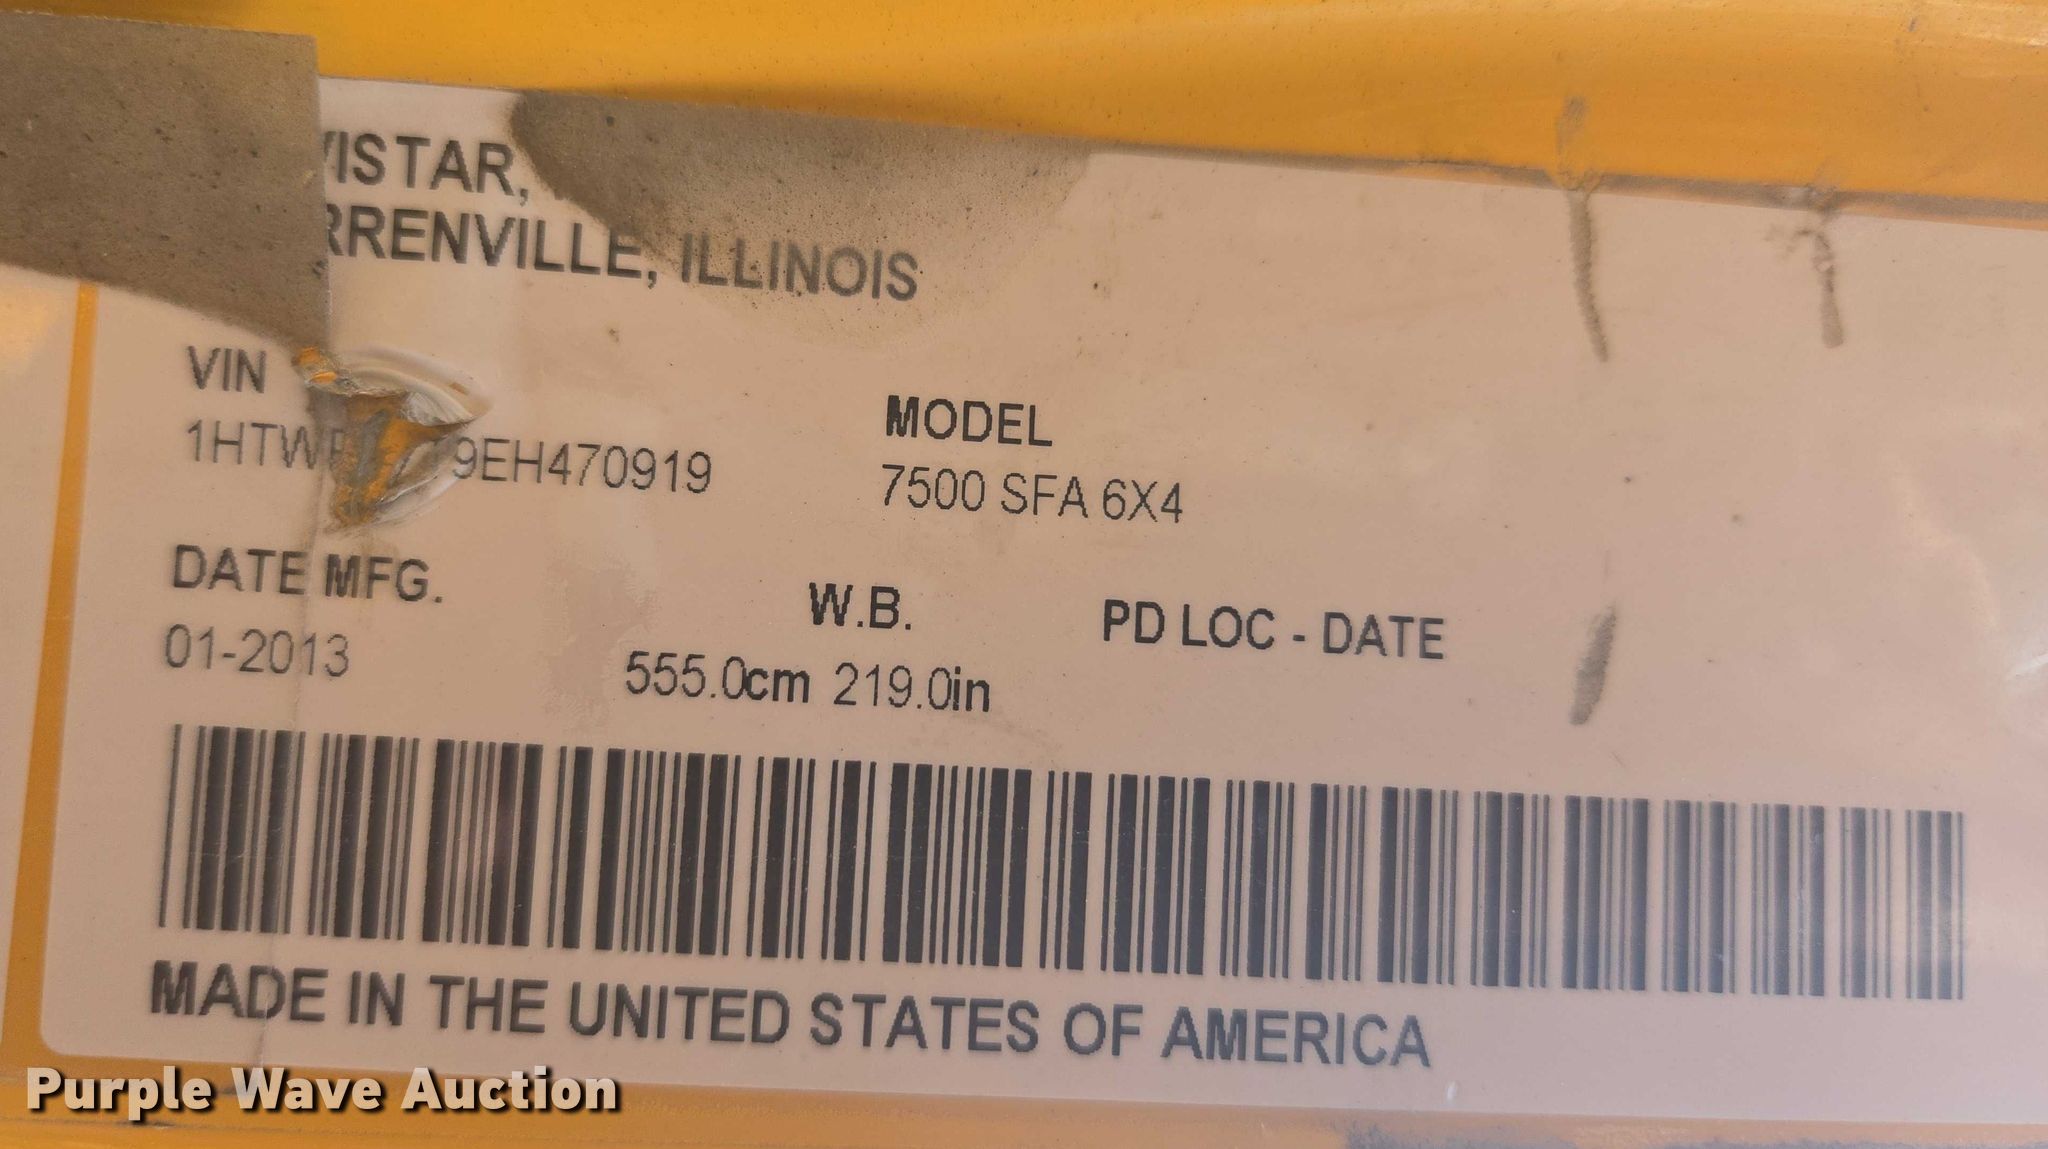 VISTAR,
RRENVILLE, ILLINOIS
VIN
MODEL
7500 SFA 6X4
DATE MFG.
01-2013
W.B.
555.0cm 219.0in
PD LOC - DATE
MADE IN THE UNITED STATES OF AMERICA
Purple Wave Auction